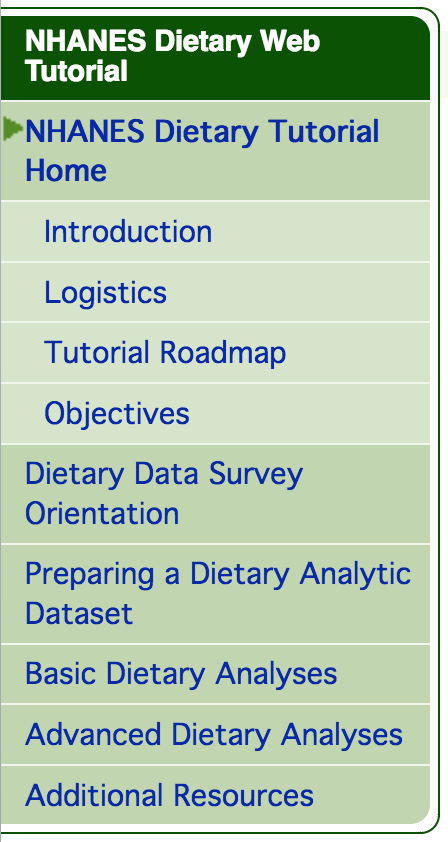 NHANES Dietary Web
Tutorial
NHANES Dietary Tutorial
Home
Introduction
Logistics
Tutorial Roadmap
Objectives
Dietary Data Survey
Orientation
Preparing a Dietary Analytic
Dataset
Basic Dietary Analyses
Advanced Dietary Analyses
Additional Resources